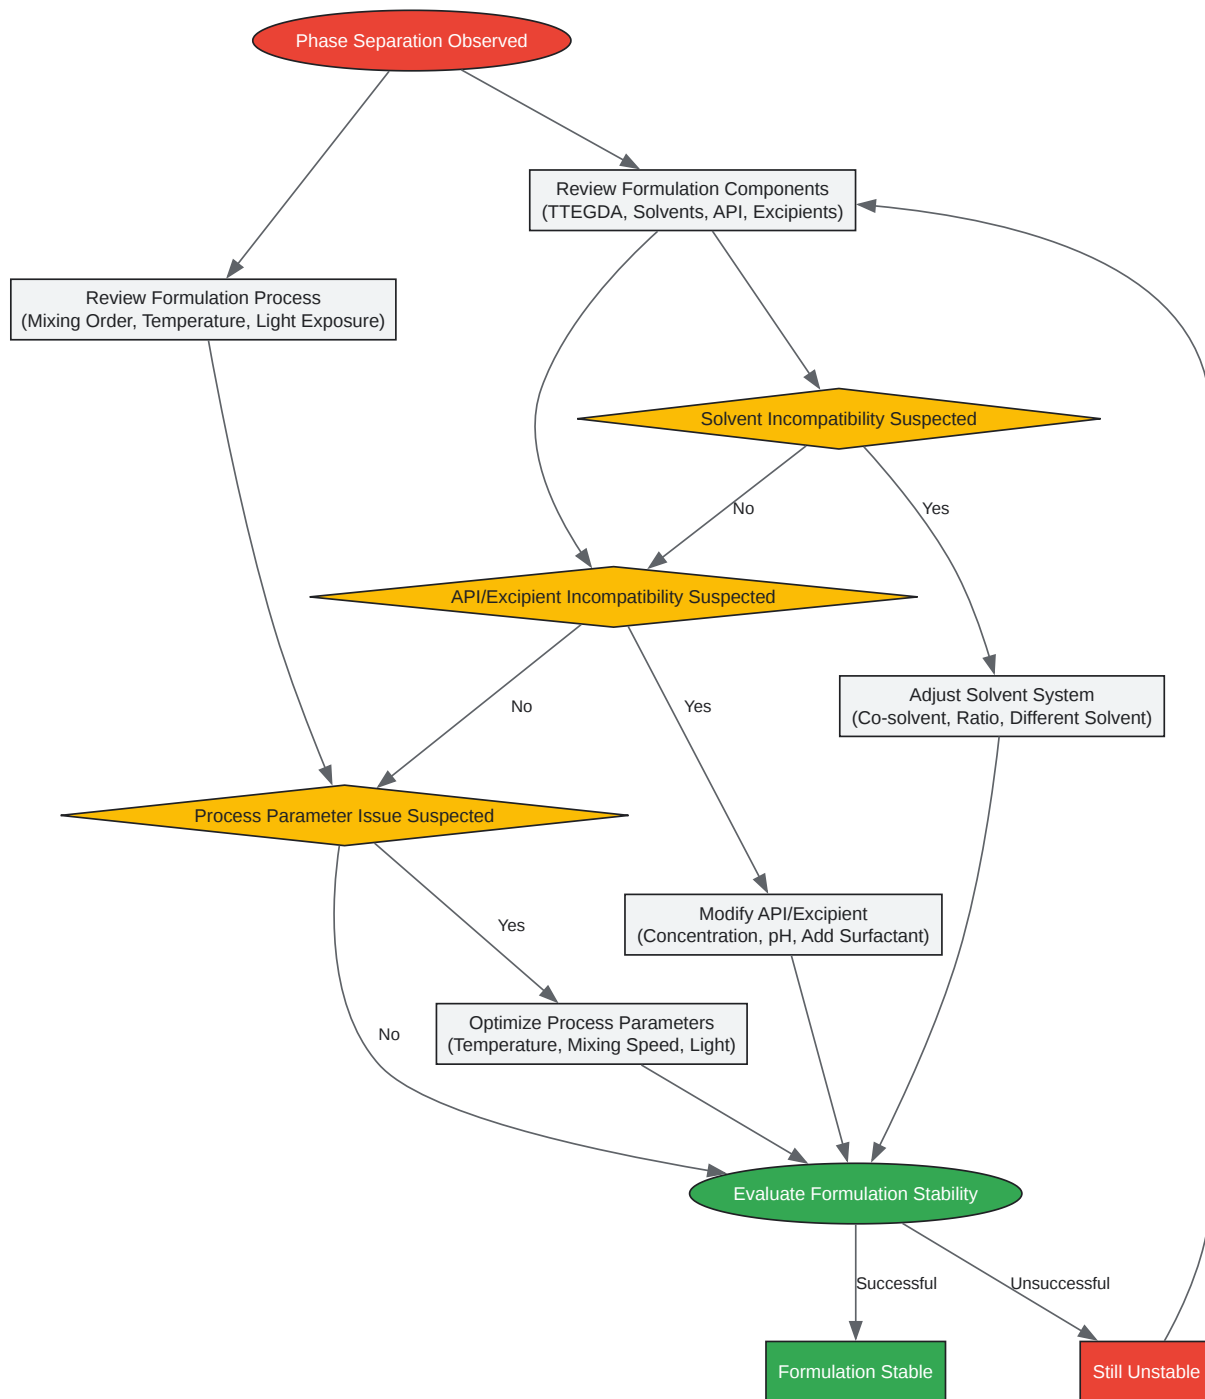 Phase Separation Observed
Review Formulation Components
(TTEGDA, Solvents, API, Excipients)
Review Formulation Process
(Mixing Order, Temperature, Light Exposure)
Solvent Incompatibility Suspected
No
Yes
API/Excipient Incompatibility Suspected
Adjust Solvent System
(Co-solvent, Ratio, Different Solvent)
No
Yes
Process Parameter Issue Suspected
Modify API/Excipient
(Concentration, pH, Add Surfactant)
Yes
Optimize Process Parameters
(Temperature, Mixing Speed, Light)
No
Evaluate Formulation Stability
Successful
Unsuccessful
Formulation Stable
Still Unstable